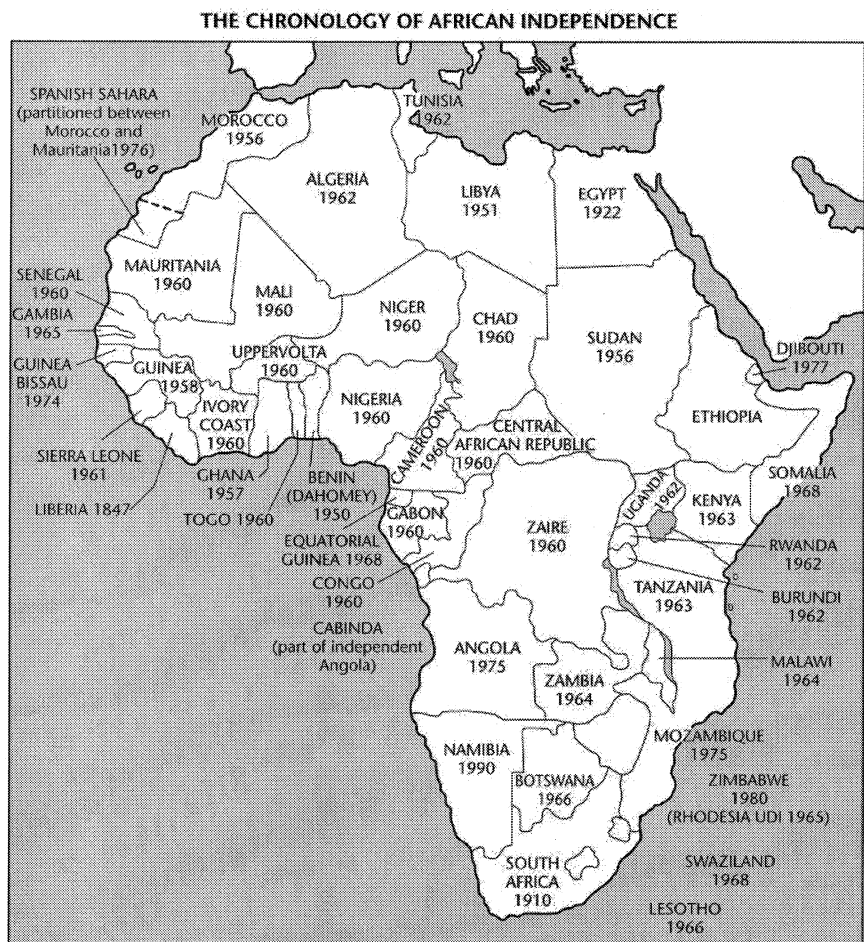 THE CHRONOLOGY OF AFRICAN INDEPENDENCE
SPANISH SAHARA
(partitioned between
Morocco and
Mauritania1976)
MOROCCO
1956
TUNISIA
1962
ALGERIA
1962
LIBYA
1951
EGYPT
1922
MAURITANIA
1960
SENEGAL
1960
MALI
1960
NIGER
1960
CHAD
1960
SUDAN
1956
GAMBIA
1965
GUINEA
BISSAU
1974
GUINEA
1958
UPPERVOLTA
1960
DJIBOUTI
1977
IVORY
COAST
1960
NIGERIA
1960
CAMEROON
1960
CENTRAL
AFRICAN REPUBLIC
1960
ETHIOPIA
SIERRA LEONE
1961
LIBERIA 1847
GHANA
1957
TOGO 1960
BENIN
(DAHOMEY)
1950
SOMALIA
1968
UGANDA
1962
KENYA
1963
GABON
1960
EQUATORIAL
GUINEA 1968
ZAIRE
1960
RWANDA
1962
CONGO
1960
TANZANIA
1963
BURUNDI
1962
CABINDA
(part of independent
Angola)
ANGOLA
1975
ZAMBIA
1964
MALAWI
1964
NAMIBIA
1990
BOTSWANA
1966
MOZAMBIQUE
1975
ZIMBABWE
1980
(RHODESIA UDI 1965)
SOUTH
AFRICA
1910
SWAZILAND
1968
LESOTHO
1966